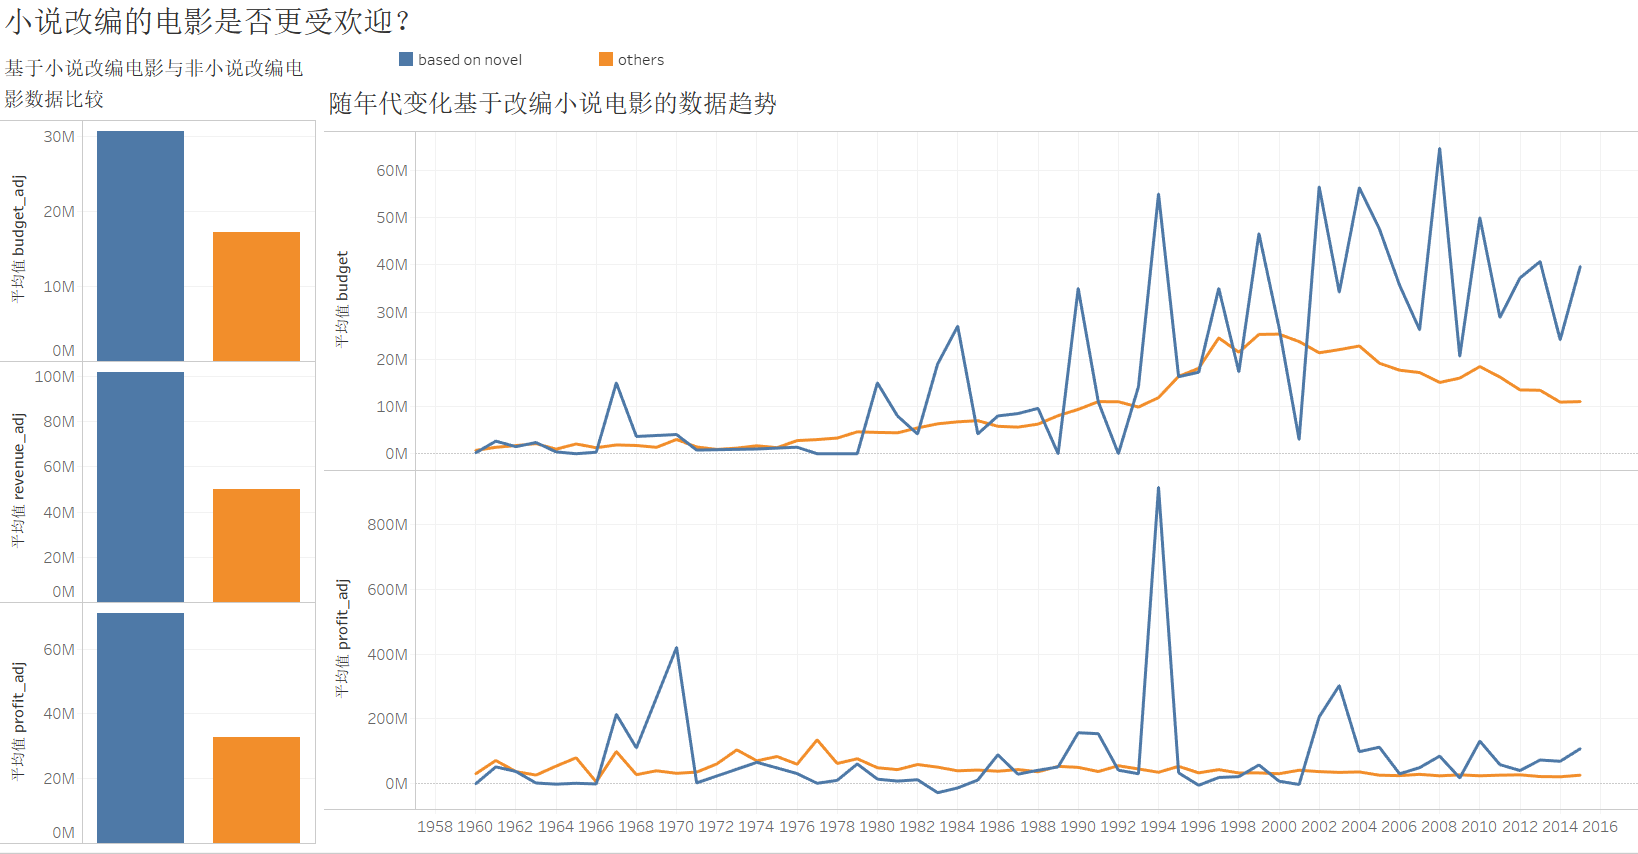 小说改编的电影是否更受欢迎？
基于小说改编电影与非小说改编电
影数据比较
based on novel
others
随年代变化基于改编小说电影的数据趋势
平均值 budget_adj
30M
20M
10M
0M
平均值 revenue_adj
100M
80M
60M
40M
20M
0M
平均值 profit_adj
60M
40M
20M
0M
平均值 budget
60M
50M
40M
30M
20M
10M
0M
平均值 profit_adj
800M
600M
400M
200M
0M
1958 1960 1962 1964 1966 1968 1970 1972 1974 1976 1978 1980 1982 1984 1986 1988 1990 1992 1994 1996 1998 2000 2002 2004 2006 2008 2010 2012 2014 2016